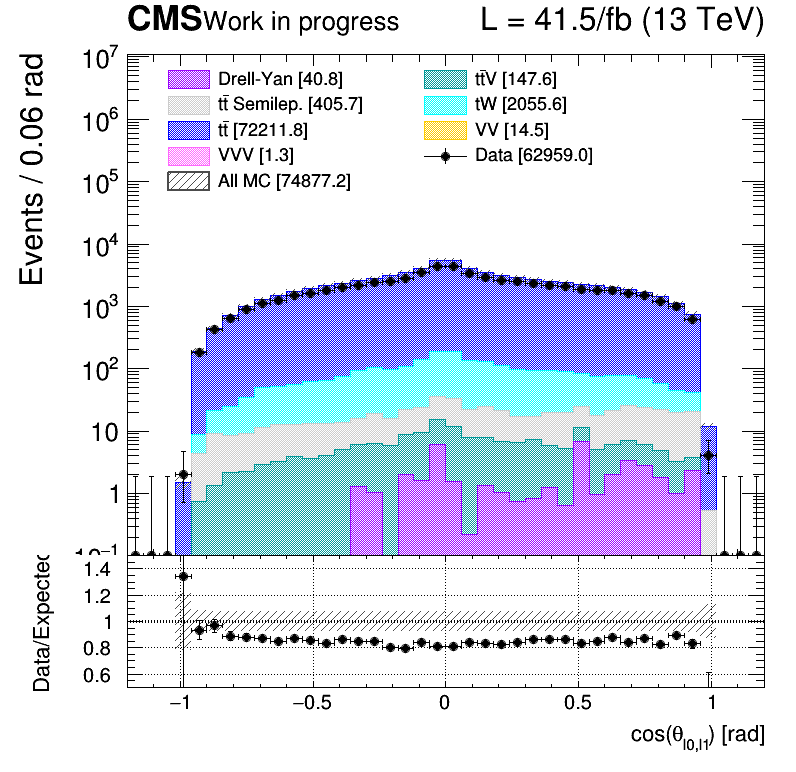 CMS Work in progress L = 41.5/fb (13 TeV)
Events / 0.06 rad
10⁷
10⁶
10⁵
10⁴
10³
10²
10
1
10⁻¹
Drell-Yan [40.8]
tt̄ Semilep. [405.7]
tt̄ [72211.8]
VVV [1.3]
All MC [74877.2]
tt̄V [147.6]
tW [2055.6]
VV [14.5]
Data [62959.0]
Data/Expected
1.4
1.2
1
0.8
0.6
−1 −0.5 0 0.5 1
cos(θ_l0,l1) [rad]